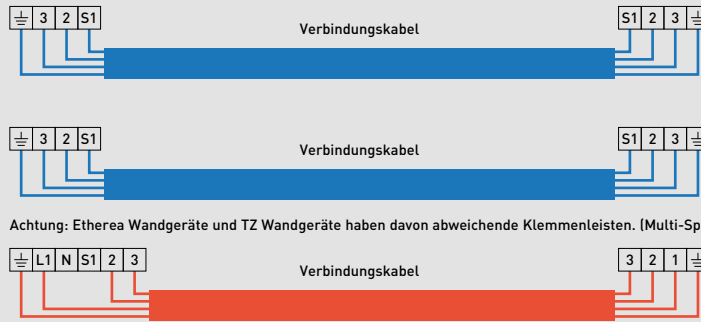 ⏚ 3 2 S1 Verbindungskabel S1 2 3 ⏚
⏚ 3 2 S1 Verbindungskabel S1 2 3 ⏚
Achtung: Etherea Wandgeräte und TZ Wandgeräte haben davon abweichende Klemmenleisten. (Multi-Sp
⏚ L1 N S1 2 3 Verbindungskabel 3 2 1 ⏚